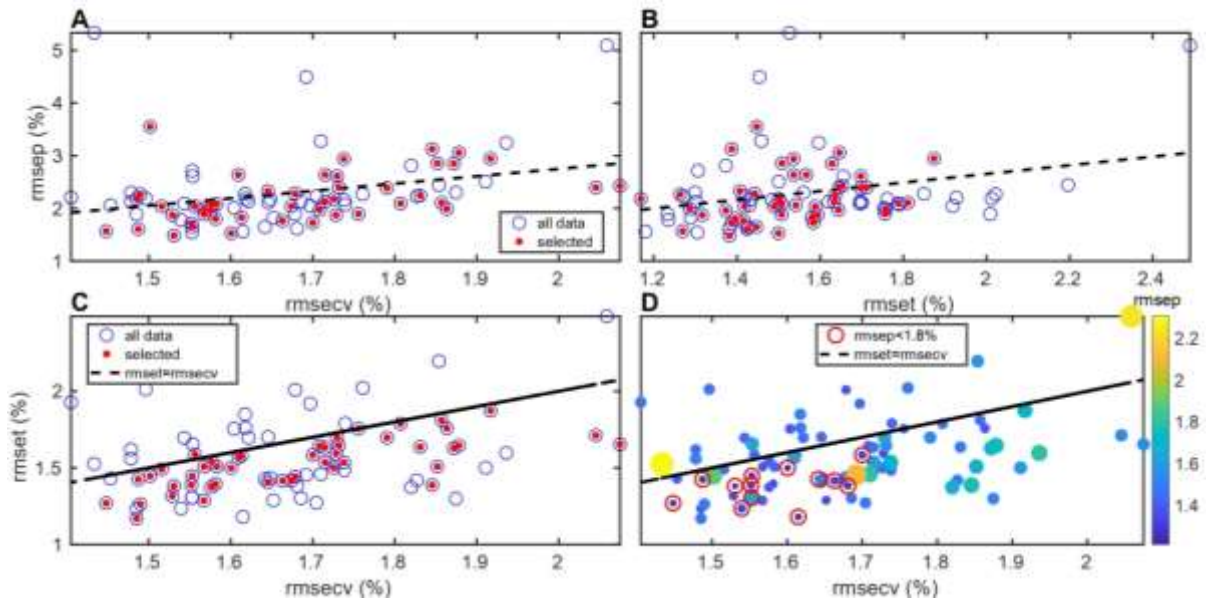 A
B
5
4
3
2
1
rmsep (%)
all data
selected
1.5
1.6
1.7
1.8
1.9
2
rmsecv (%)
1.2
1.4
1.6
1.8
2
2.2
2.4
rmset (%)
C
D
all data
selected
rmset=rmsecv
2
1.5
1
rmset (%)
1.5
1.6
1.7
1.8
1.9
2
rmsecv (%)
rmsep<1.8%
rmset=rmsecv
1.5
1.6
1.7
1.8
1.9
2
rmsecv (%)
rmsep
2.2
2
1.8
1.6
1.4